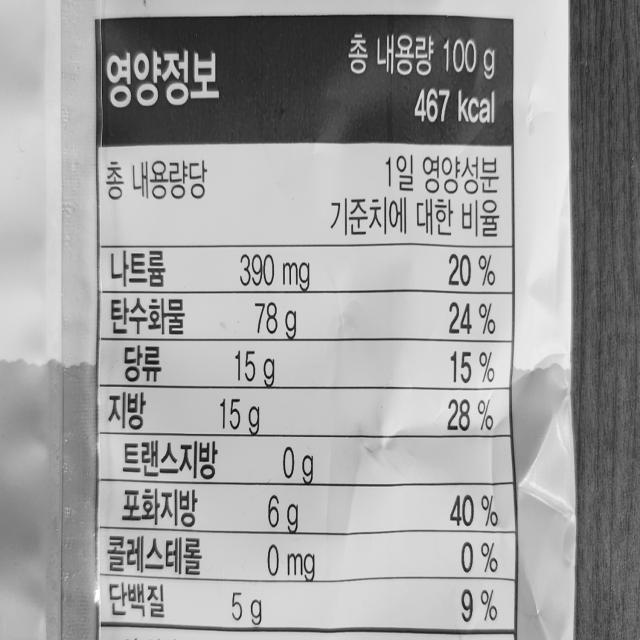 영양정보
총 내용량 100 g
467 kcal
총 내용량당
1일 영양성분
기준치에 대한 비율
나트륨 390 mg 20 %
탄수화물 78 g 24 %
당류 15 g 15 %
지방 15 g 28 %
트랜스지방 0 g
포화지방 6 g 40 %
콜레스테롤 0 mg 0 %
단백질 5 g 9 %